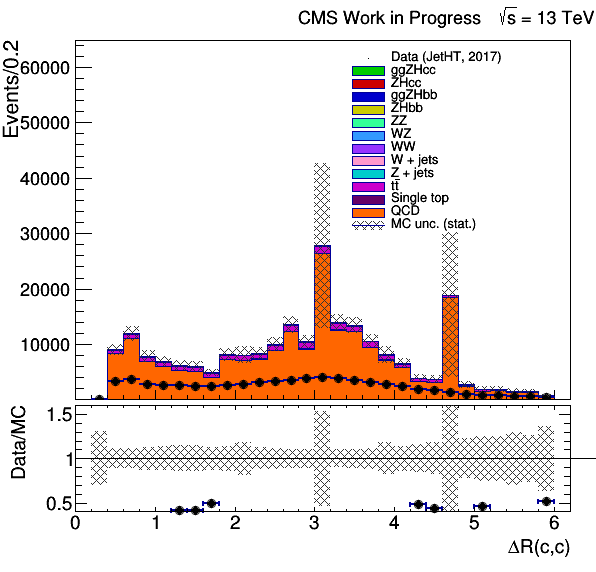 CMS Work in Progress √s = 13 TeV
Events/0.2
60000
50000
40000
30000
20000
10000
Data (JetHT, 2017)
ggZHcc
ZHcc
ggZHbb
ZHbb
ZZ
WZ
WW
W + jets
Z + jets
tt̄
Single top
QCD
MC unc. (stat.)
Data/MC
1.5
1
0.5
0 1 2 3 4 5 6
ΔR(c,c)